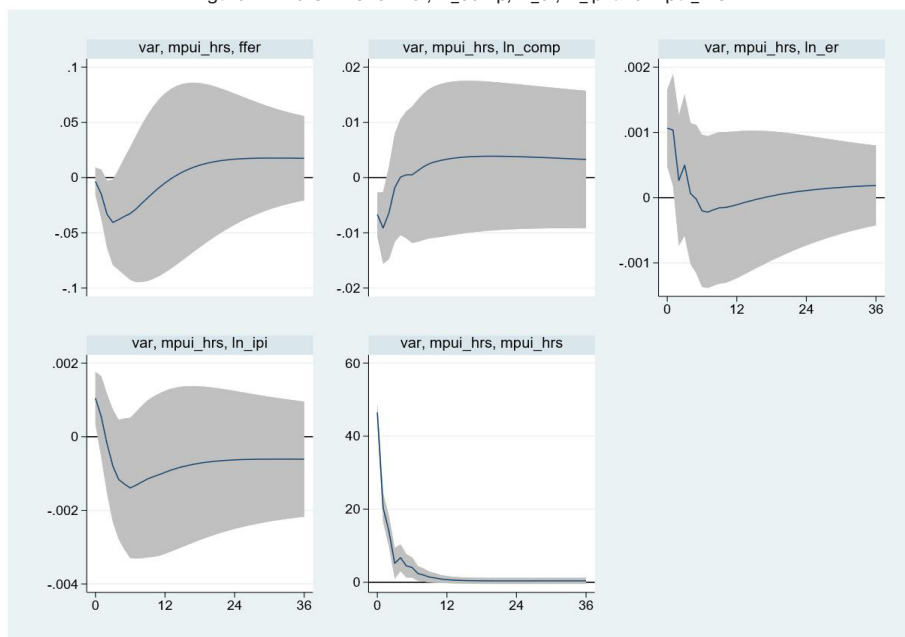 var, mpui_hrs, ffer
var, mpui_hrs, ln_comp
var, mpui_hrs, ln_er
.1
.05
0
-.05
-.1
.02
.01
0
-.01
-.02
.002
.001
0
-.001
0 12 24 36
var, mpui_hrs, ln_ipi
var, mpui_hrs, mpui_hrs
.002
0
-.002
-.004
0 12 24 36
60
40
20
0
0 12 24 36